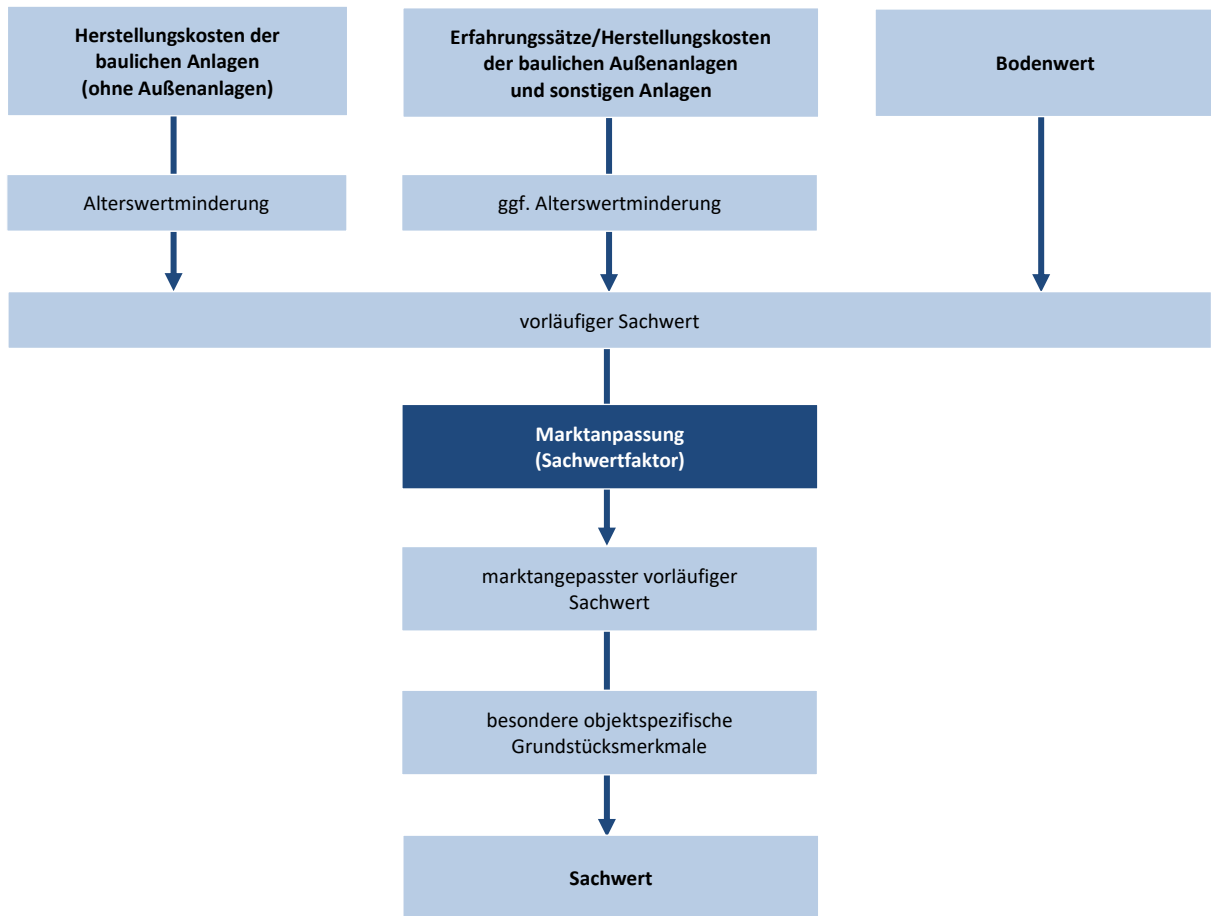 Herstellungskosten der
baulichen Anlagen
(ohne Außenanlagen)
Erfahrungssätze/Herstellungskosten
der baulichen Außenanlagen
und sonstigen Anlagen
Bodenwert
Alterswertminderung
ggf. Alterswertminderung
vorläufiger Sachwert
Marktanpassung
(Sachwertfaktor)
marktangepasster vorläufiger
Sachwert
besondere objektspezifische
Grundstücksmerkmale
Sachwert